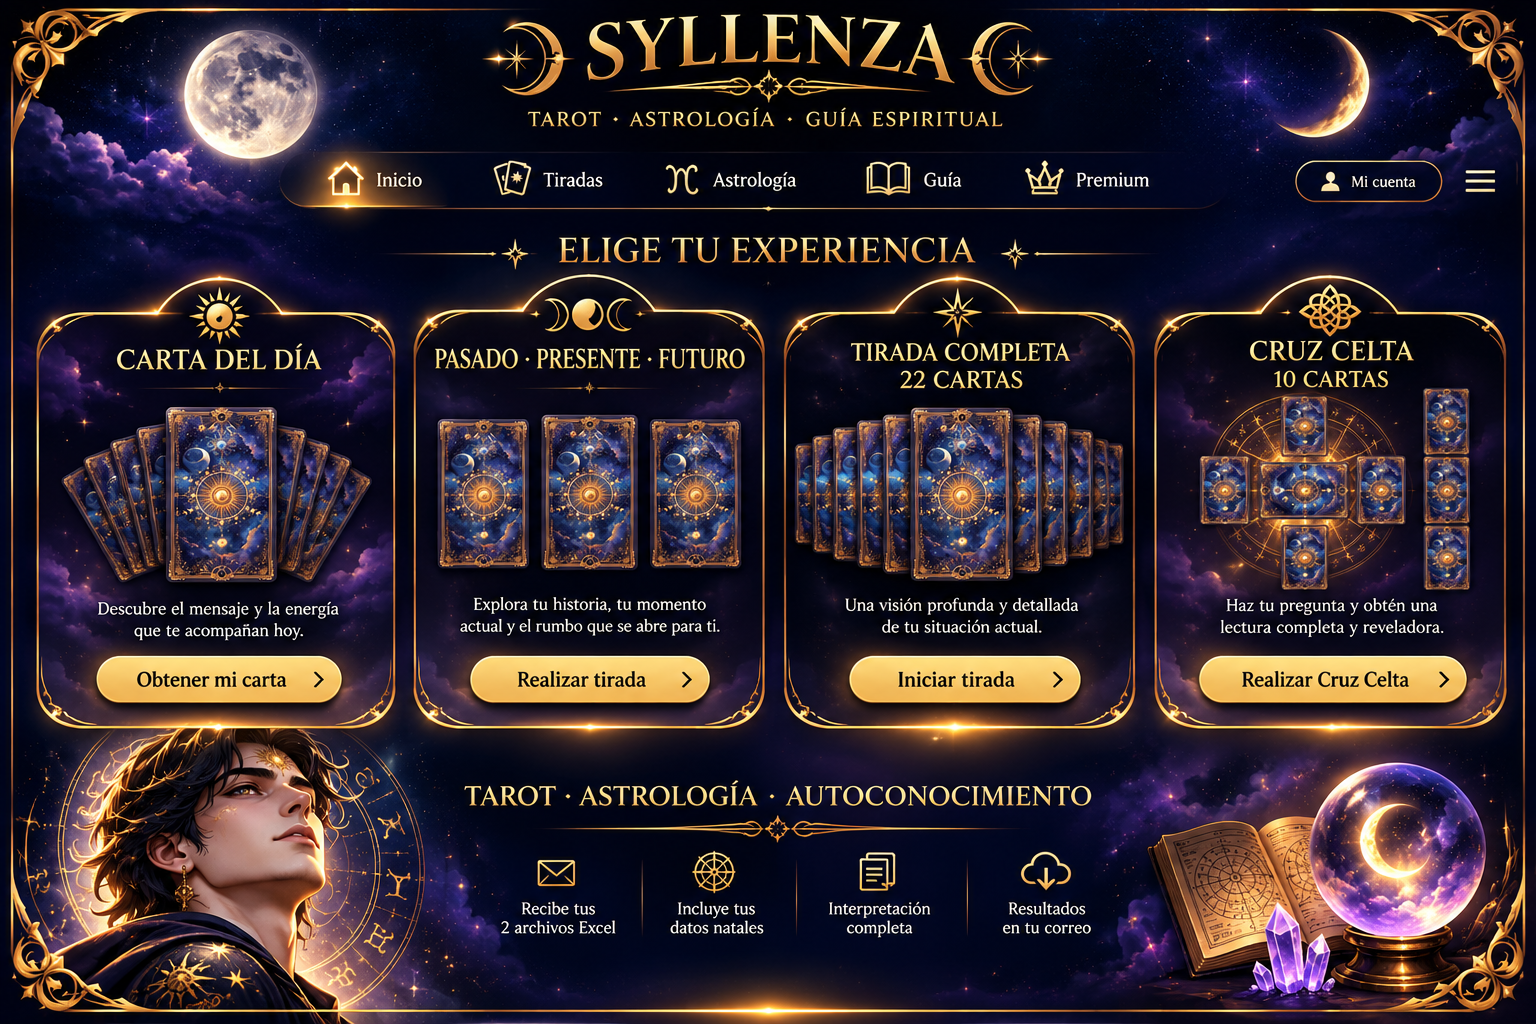 SYLLENZA
TAROT · ASTROLOGÍA · GUÍA ESPIRITUAL
Inicio
Tiradas
Astrología
Guía
Premium
Mi cuenta
ELIGE TU EXPERIENCIA
CARTA DEL DÍA
Descubre el mensaje y la energía
que te acompañan hoy.
Obtener mi carta
PASADO · PRESENTE · FUTURO
Explora tu historia, tu momento
actual y el rumbo que se abre para ti.
Realizar tirada
TIRADA COMPLETA
22 CARTAS
Una visión profunda y detallada
de tu situación actual.
Iniciar tirada
CRUZ CELTA
10 CARTAS
Haz tu pregunta y obtén una
lectura completa y reveladora.
Realizar Cruz Celta
TAROT · ASTROLOGÍA · AUTOCONOCIMIENTO
Recibe tus
2 archivos Excel
Incluye tus
datos natales
Interpretación
completa
Resultados
en tu correo